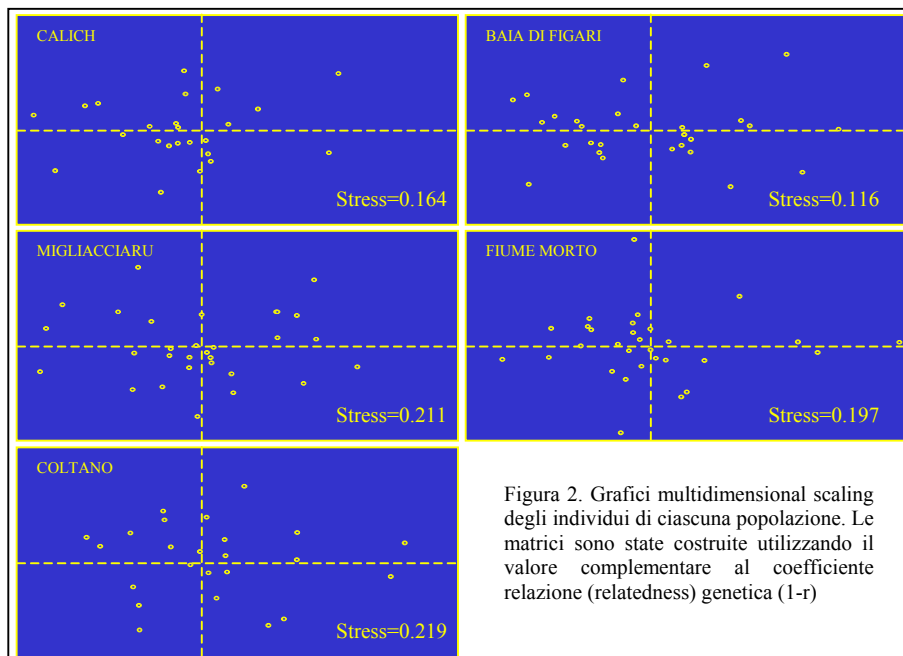 CALICH
Stress=0.164
BAIA DI FIGARI
Stress=0.116
MIGLIACCIARU
Stress=0.211
FIUME MORTO
Stress=0.197
COLTANO
Stress=0.219
Figura 2. Grafici multidimensional scaling
degli individui di ciascuna popolazione. Le
matrici sono state costruite utilizzando il
valore complementare al coefficiente
relazione (relatedness) genetica (1-r)